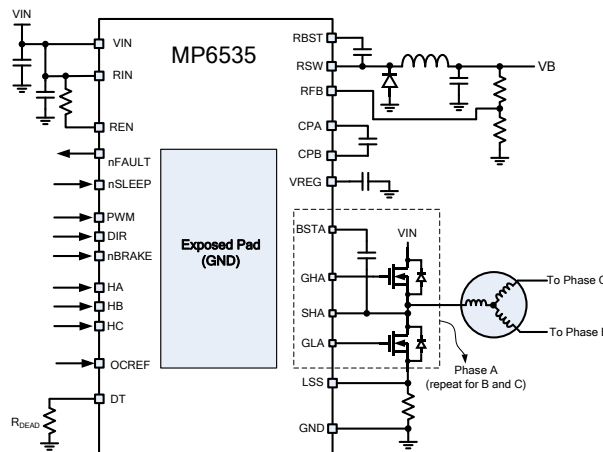 VIN
MP6535
VIN
RIN
REN
nFAULT
nSLEEP
PWM
DIR
nBRAKE
HA
HB
HC
OCREF
DT
RDEAD
Exposed Pad
(GND)
RBST
RSW
RFB
CPA
CPB
VREG
BSTA
GHA
SHA
GLA
LSS
GND
VB
VIN
To Phase C
To Phase
Phase A
(repeat for B and C)